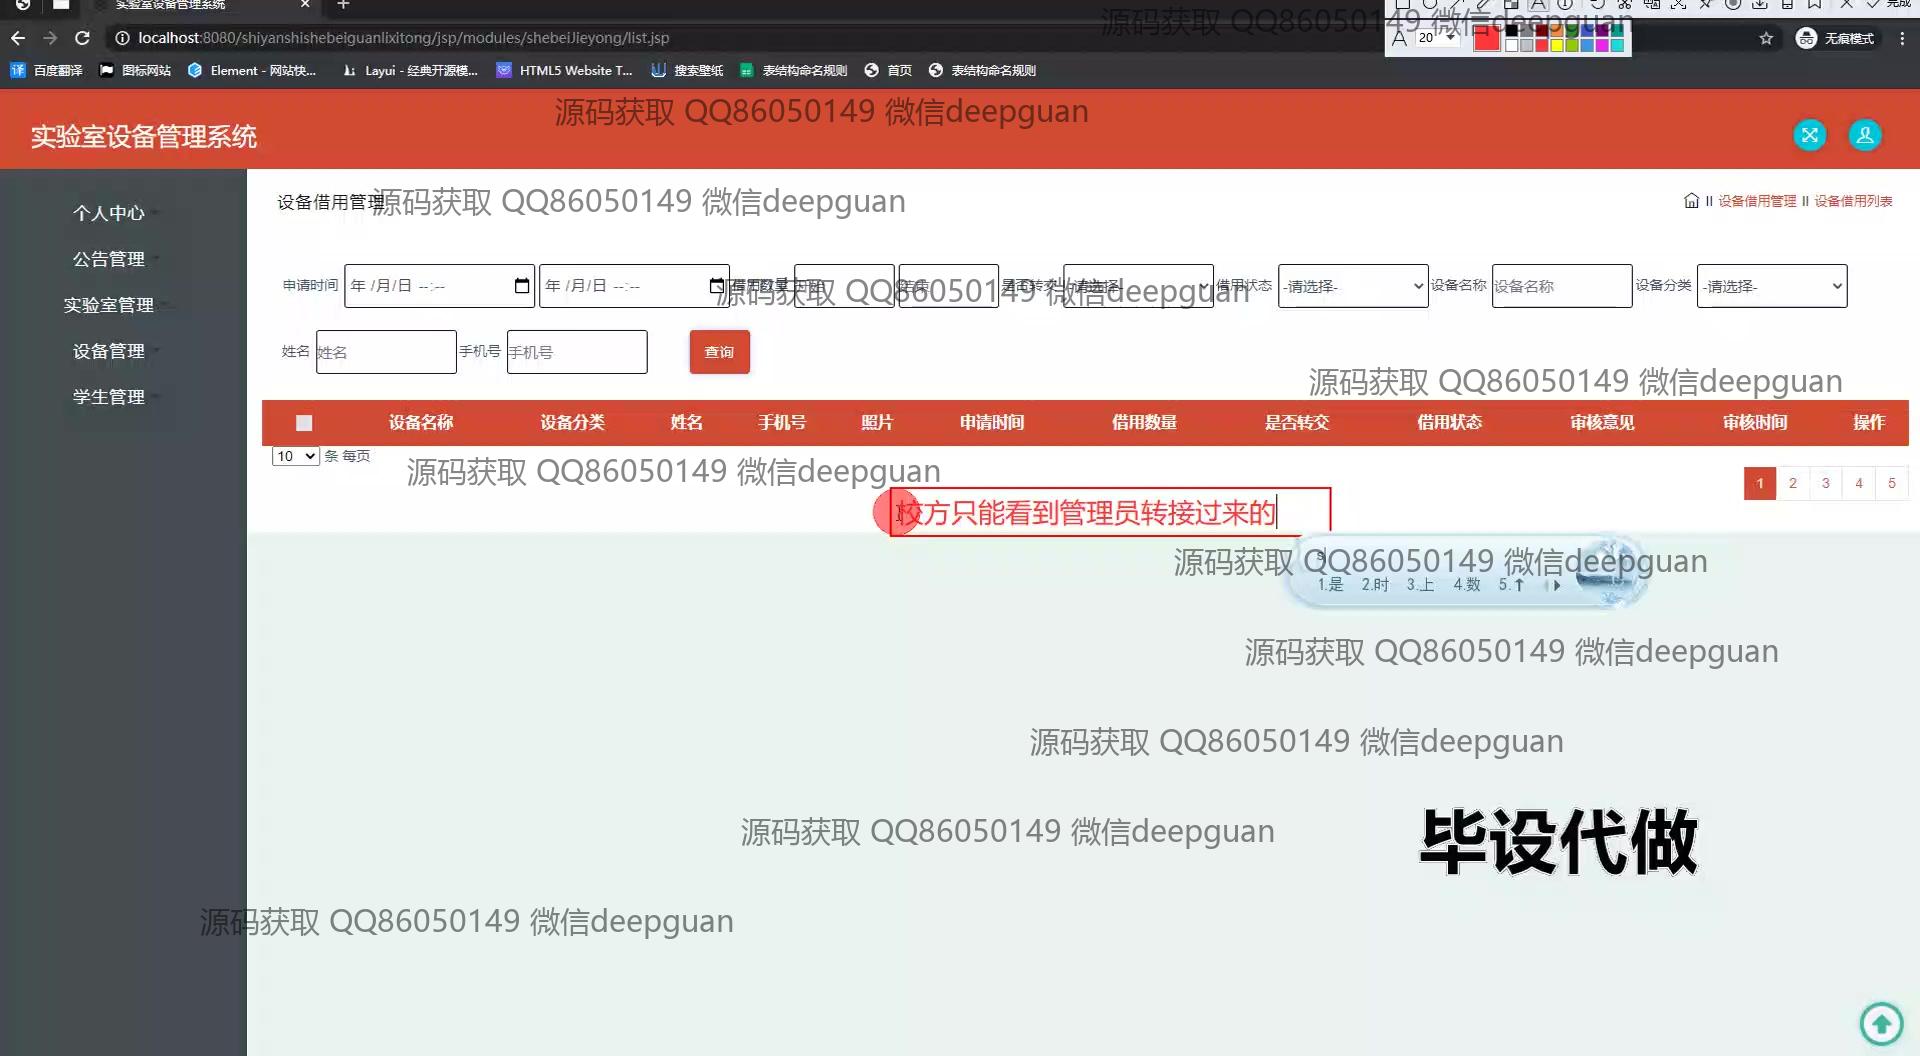 实验室设备管理系统
完成
源码获取 QQ86050149 微信deepguan
localhost:8080/shiyanshishebeiguanlixitong/jsp/modules/shebeiJieyong/list.jsp
A 20
无痕模式
百度翻译 图标网站 Element - 网站快... Layui - 经典开源模... HTML5 Website T... 搜索壁纸 表结构命名规则 首页 表结构命名规则
源码获取 QQ86050149 微信deepguan
实验室设备管理系统
个人中心
公告管理
实验室管理
设备管理
学生管理
设备借用管理
源码获取 QQ86050149 微信deepguan
设备借用管理 设备借用列表
申请时间 年 /月/日 --:-- 年 /月/日 --:-- 借用数量 是否转交 -请选择- 借用状态 -请选择- 设备名称 设备名称 设备分类 -请选择-
源码获取 QQ86050149 微信deepguan
姓名 姓名 手机号 手机号 查询
源码获取 QQ86050149 微信deepguan
设备名称 设备分类 姓名 手机号 照片 申请时间 借用数量 是否转交 借用状态 审核意见 审核时间 操作
10 条 每页
源码获取 QQ86050149 微信deepguan
1 2 3 4 5
校方只能看到管理员转接过来的
源码获取 QQ86050149 微信deepguan
1.是 2.时 3.上 4.数 5.↑
源码获取 QQ86050149 微信deepguan
源码获取 QQ86050149 微信deepguan
源码获取 QQ86050149 微信deepguan
毕设代做
源码获取 QQ86050149 微信deepguan